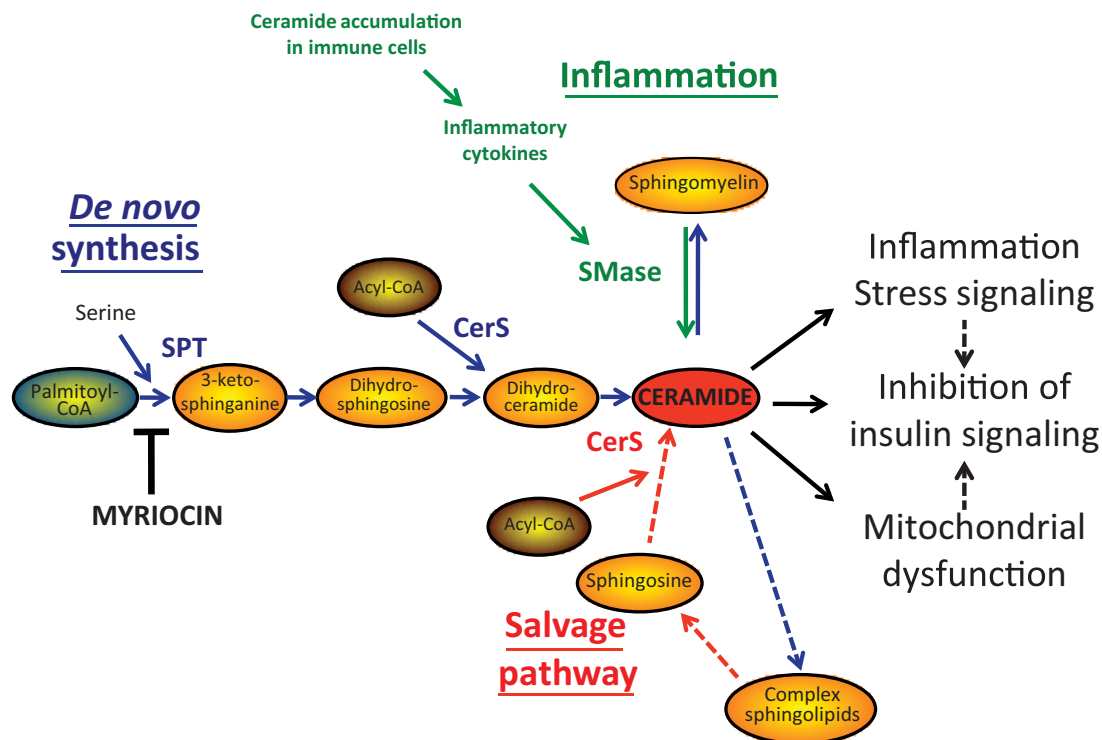 Ceramide accumulation
in immune cells
Inflammation
Inflammatory
cytokines
Sphingomyelin
De novo
synthesis
SMase
Inflammation
Stress signaling
Acyl-CoA
Serine
CerS
SPT
Palmitoyl-
CoA
3-keto-
sphinganine
Dihydro-
sphingosine
Dihydro-
ceramide
CERAMIDE
Inhibition of
insulin signaling
CerS
MYRIOCIN
Acyl-CoA
Mitochondrial
dysfunction
Sphingosine
Salvage
pathway
Complex
sphingolipids